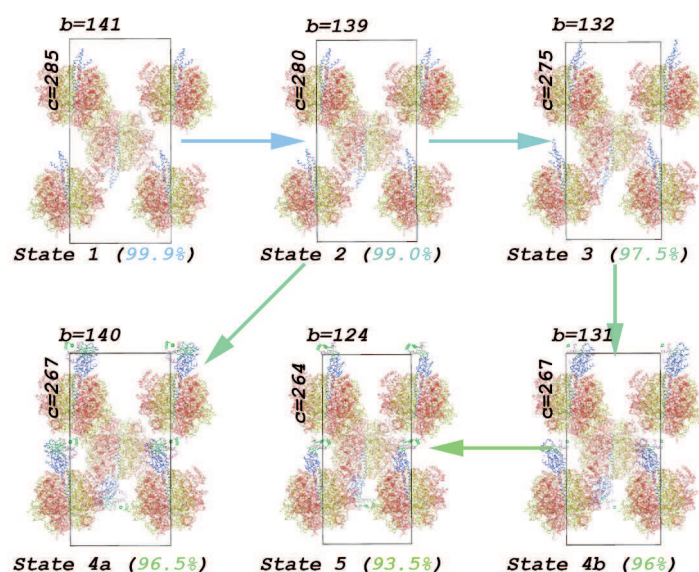 b=141
b=139
b=132
c=285
c=280
c=275
State 1 (99.9%)
State 2 (99.0%)
State 3 (97.5%)
b=140
b=124
b=131
c=267
c=264
c=267
State 4a (96.5%)
State 5 (93.5%)
State 4b (96%)